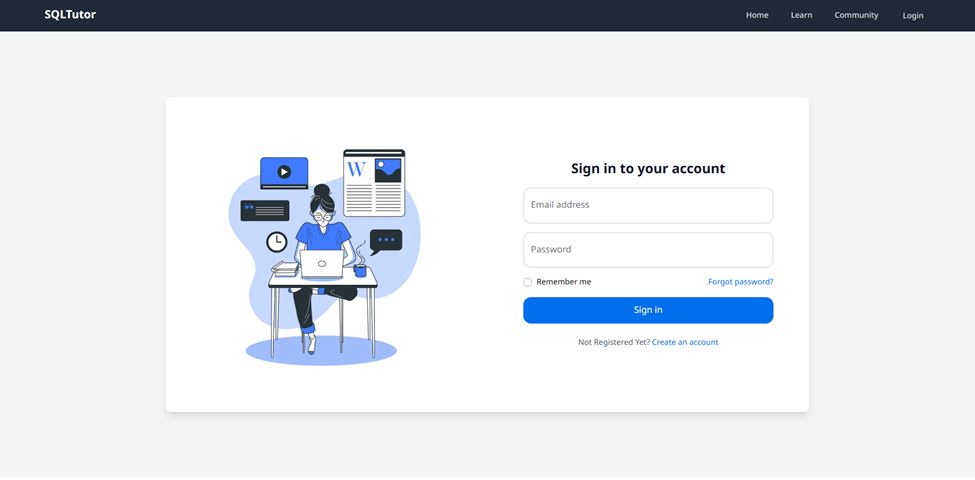 SQLTutor
Home Learn Community Login
W
Sign in to your account
Email address
Password
Remember me Forgot password?
Sign in
Not Registered Yet? Create an account